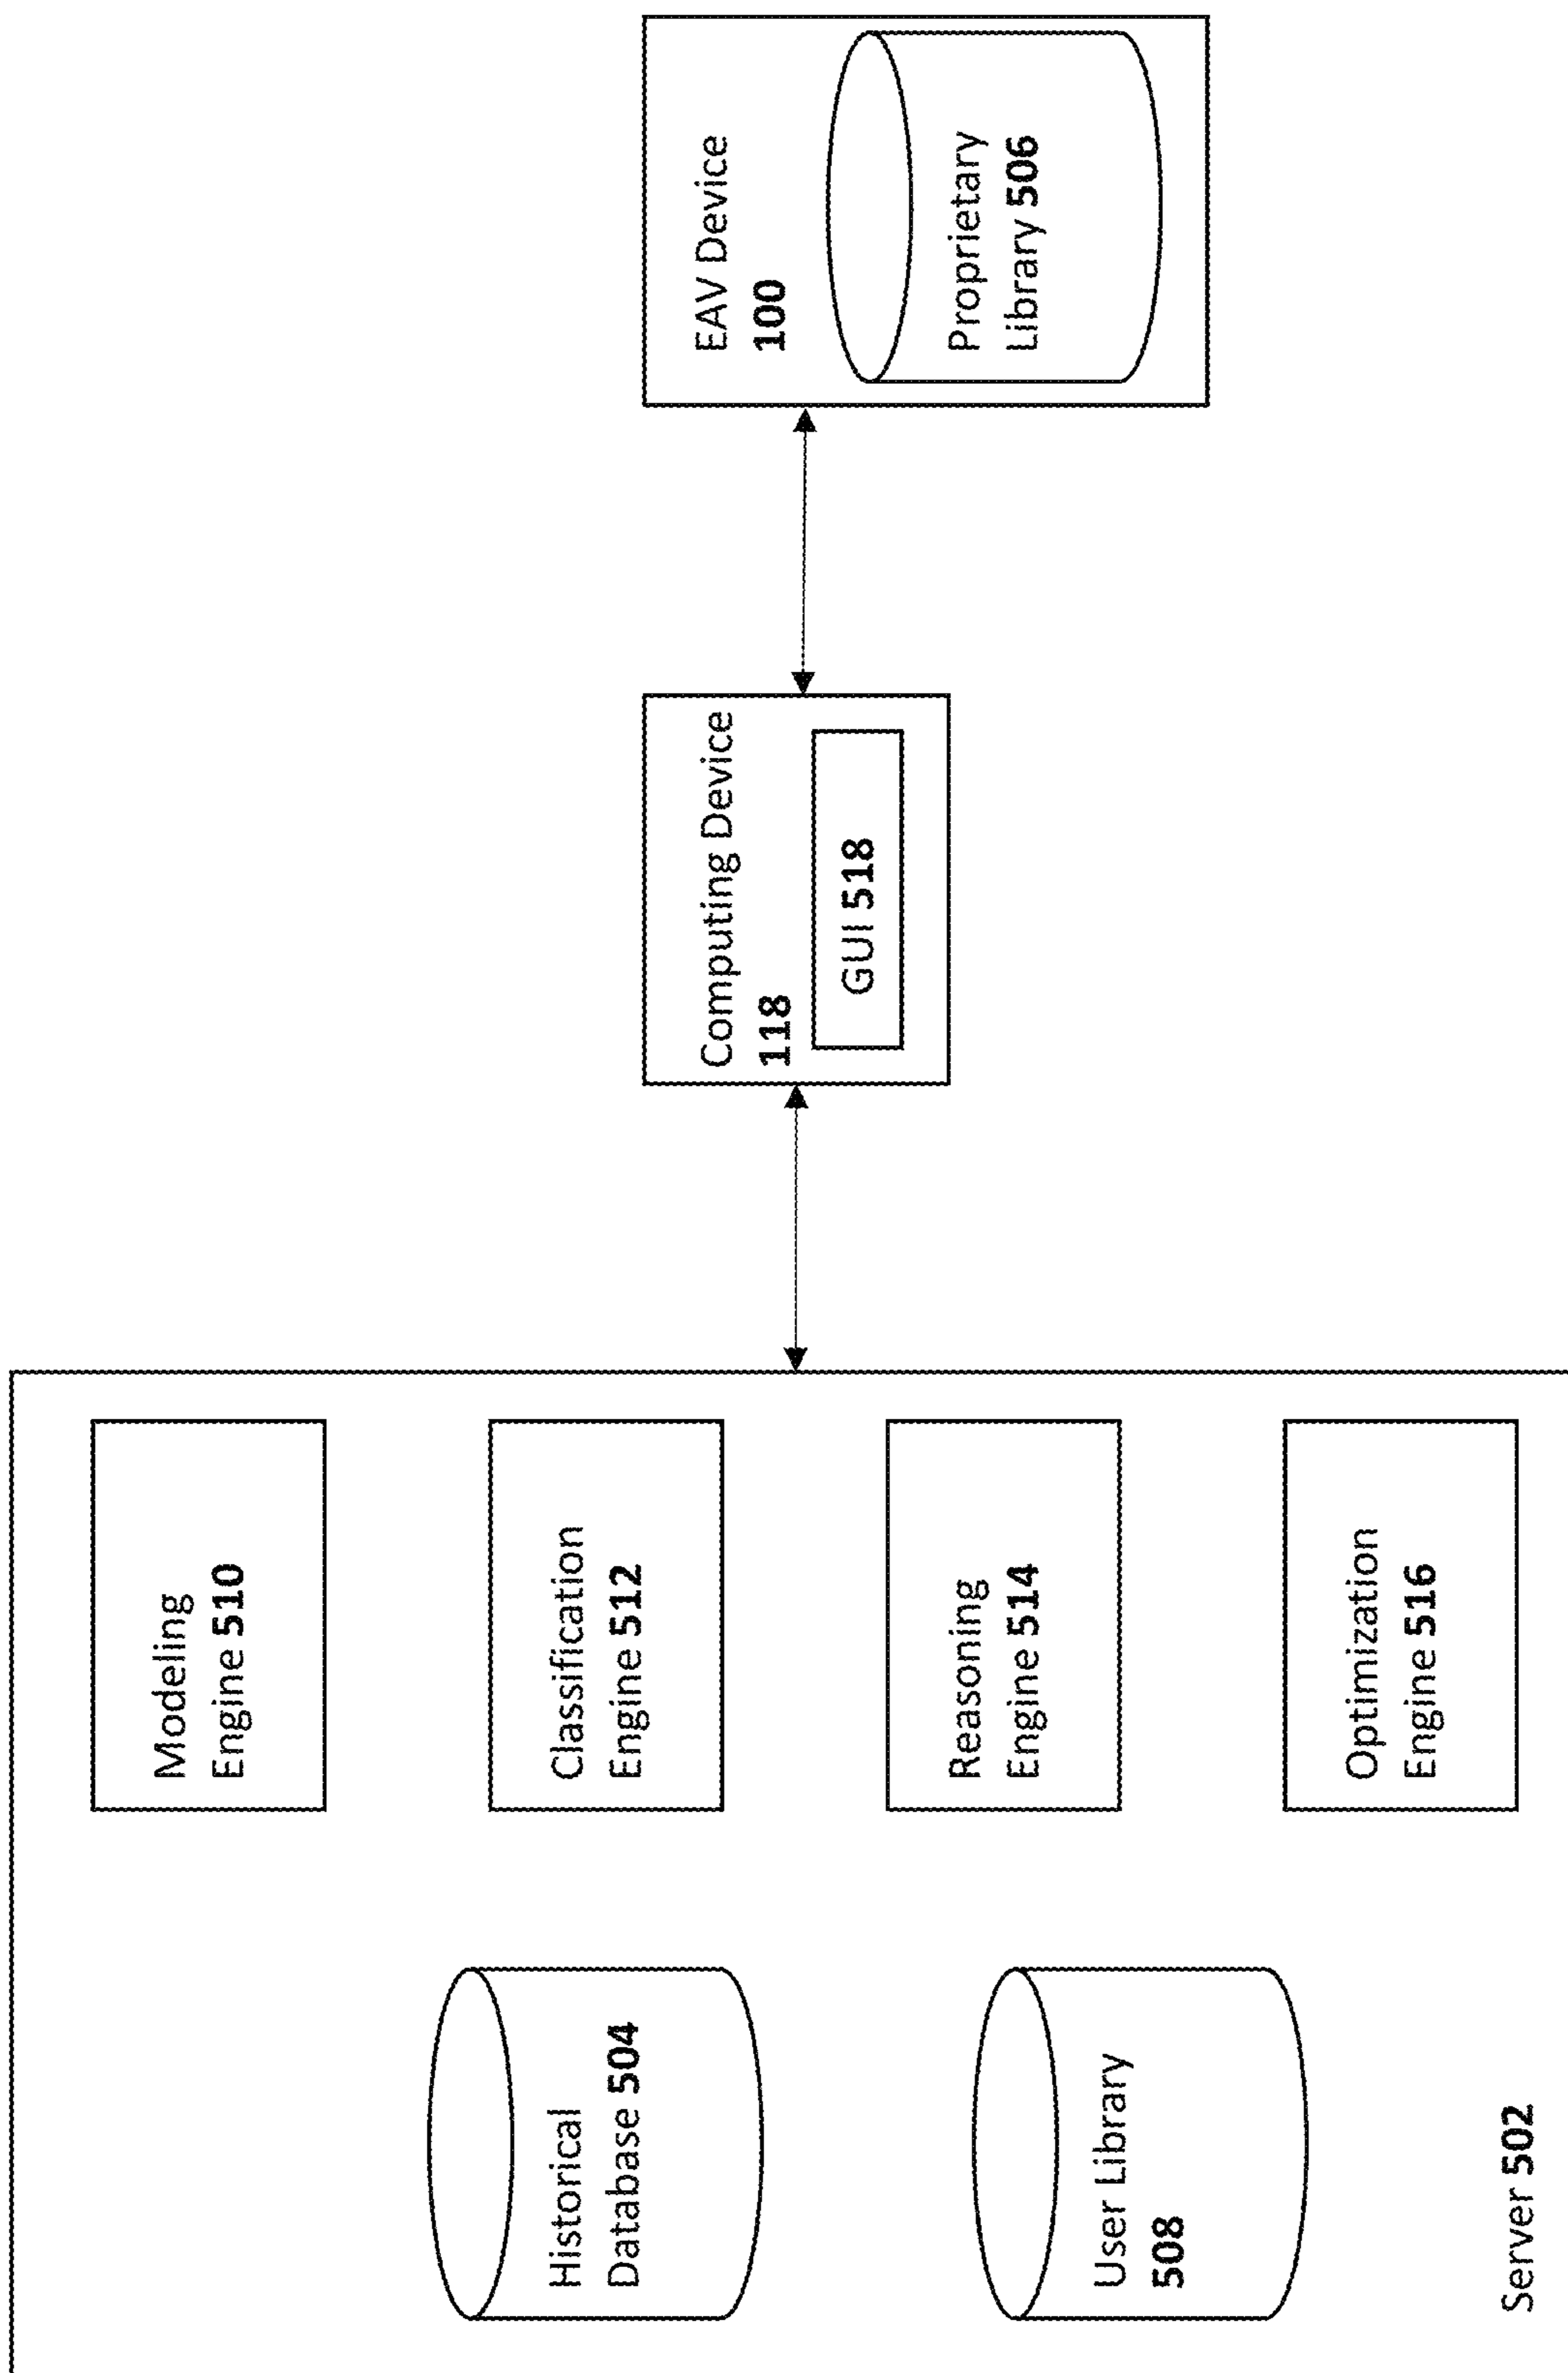 Historical
Database 504
User Library
508
Server 502
Modeling
Engine 510
Classification
Engine 512
Reasoning
Engine 514
Optimization
Engine 516
Computing Device
118
GUI 518
EAV Device
100
Proprietary
Library 506